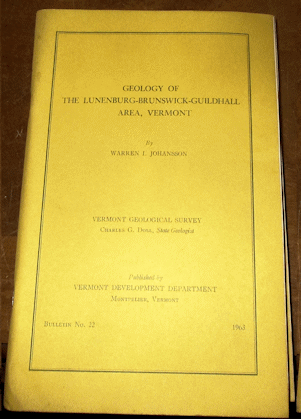 GEOLOGY OF
THE LUNENBURG-BRUNSWICK-GUILDHALL
AREA, VERMONT
By
WARREN I. JOHANSSON
VERMONT GEOLOGICAL SURVEY
CHARLES G. DOLL, State Geologist
Published by
VERMONT DEVELOPMENT DEPARTMENT
MONTPELIER, VERMONT
BULLETIN NO. 22
1963